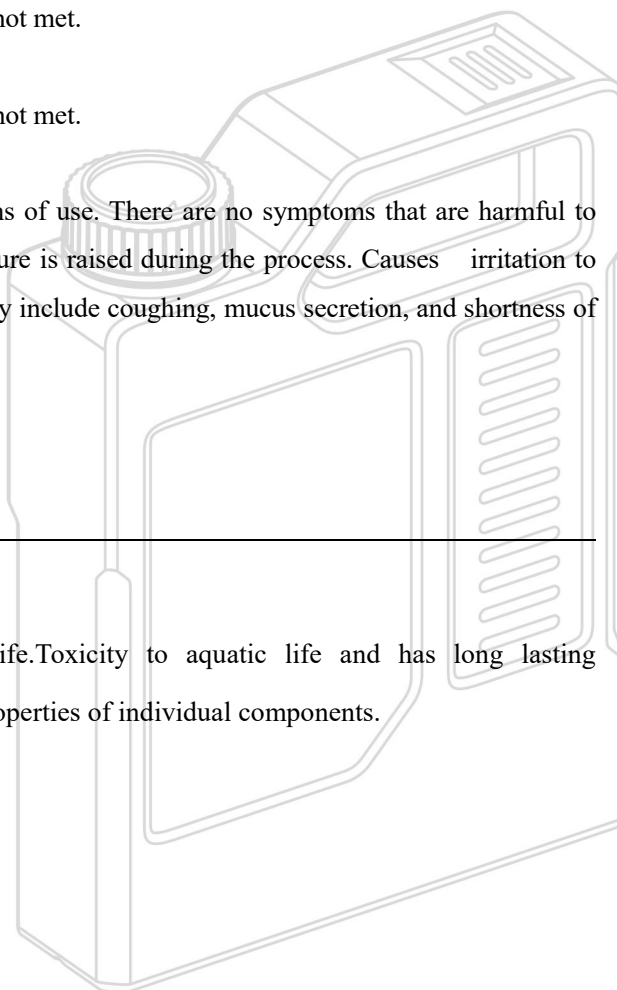 not met.
not met.
ns of use. There are no symptoms that are harmful to
ure is raised during the process. Causes irritation to
y include coughing, mucus secretion, and shortness of
ife.Toxicity to aquatic life and has long lasting
operties of individual components.